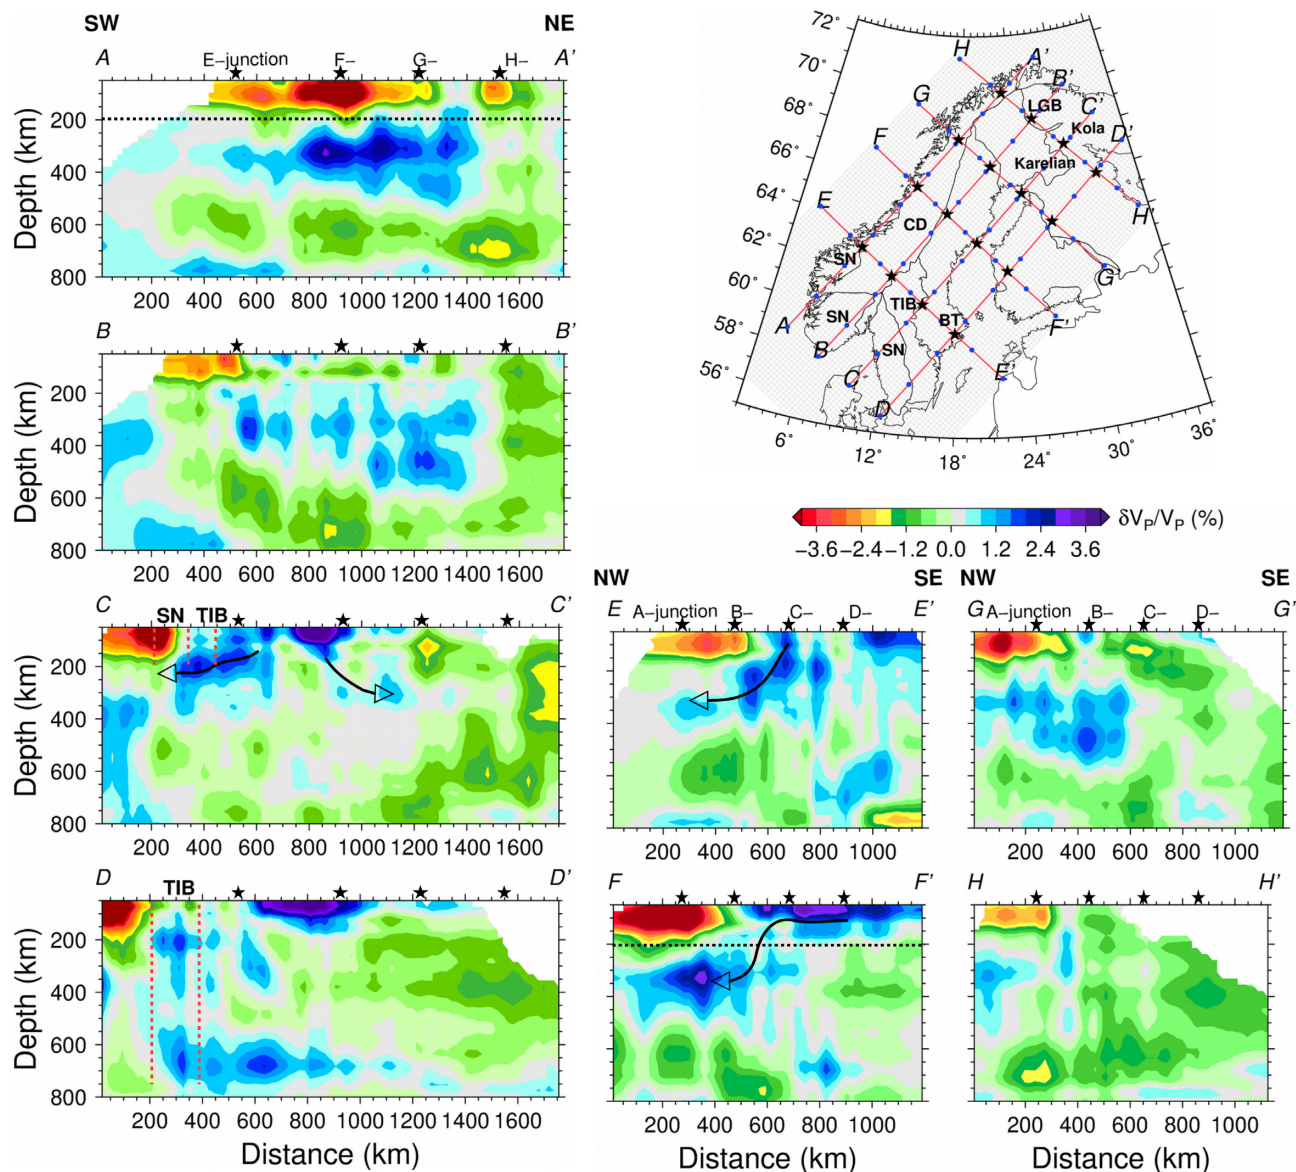 SW NE
A E–junction F– G– H– A'
Depth (km)
200
400
600
800
200 400 600 800 1000 1200 1400 1600
B B'
Depth (km)
200
400
600
800
200 400 600 800 1000 1200 1400 1600
C SN TIB C'
Depth (km)
200
400
600
800
200 400 600 800 1000 1200 1400 1600
D TIB D'
Depth (km)
200
400
600
800
200 400 600 800 1000 1200 1400 1600
Distance (km)
72°
70°
68°
66°
64°
62°
60°
58°
56°
6°
12°
18°
24°
30°
36°
H A' B' C' D'
G LGB Kola
F Karelian
E CD H'
SN G'
A SN TIB BT F'
B SN
C E'
D
δVP/VP (%)
−3.6 −2.4 −1.2 0.0 1.2 2.4 3.6
NW SE
E A–junction B– C– D– E'
200 400 600 800 1000
NW SE
G A–junction B– C– D– G'
200 400 600 800 1000
F F'
200 400 600 800 1000
Distance (km)
H H'
200 400 600 800 1000
Distance (km)